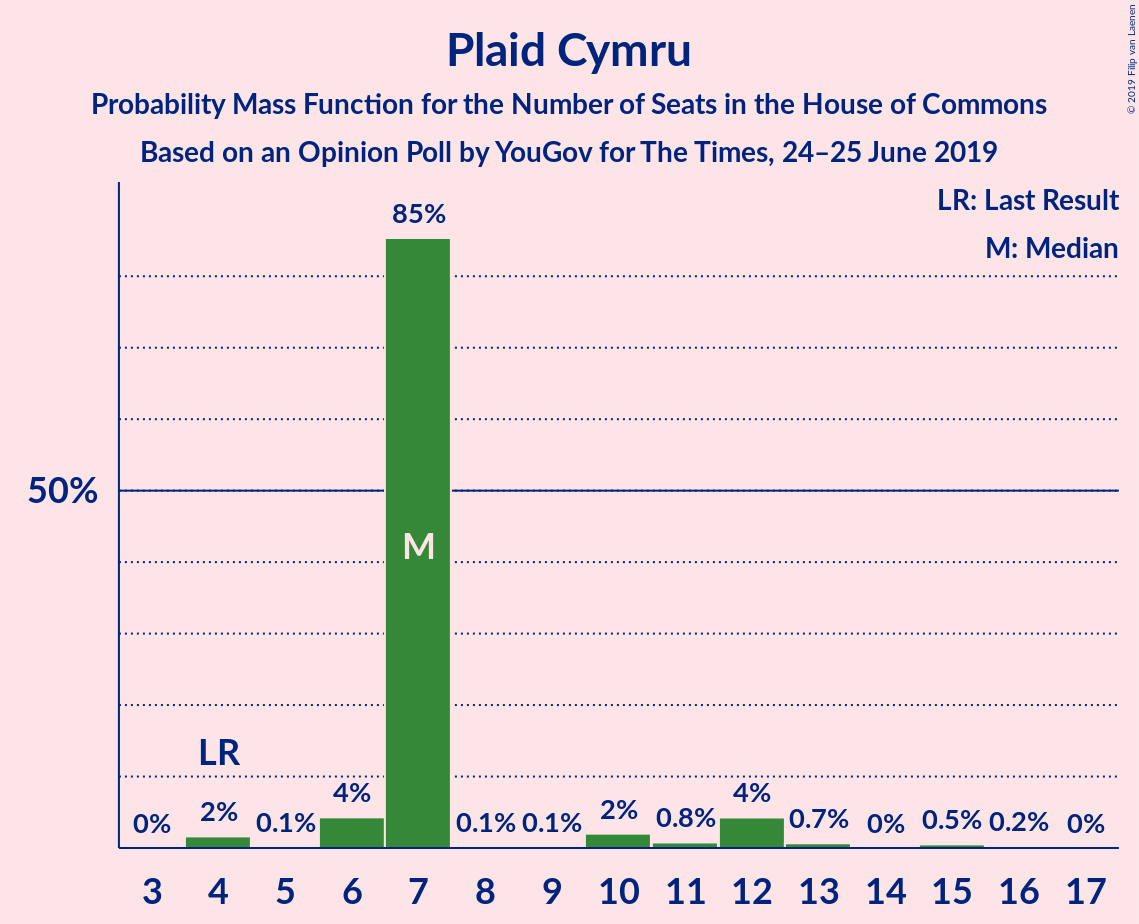 Plaid Cymru
Probability Mass Function for the Number of Seats in the House of Commons
Based on an Opinion Poll by YouGov for The Times, 24–25 June 2019
© 2019 Filip van Laenen
LR: Last Result
M: Median
85%
50%
M
LR
0% 2% 0.1% 4% 0.1% 0.1% 2% 0.8% 4% 0.7% 0% 0.5% 0.2% 0%
3 4 5 6 7 8 9 10 11 12 13 14 15 16 17